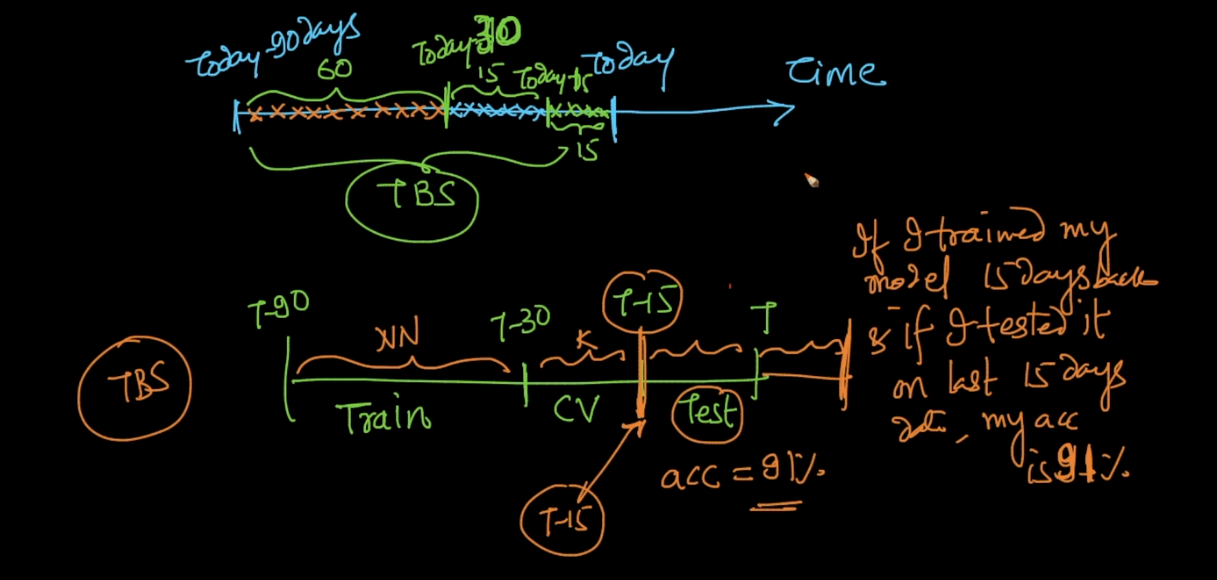 Today-90days
Today-30
Today-15
Today
Time
60
15
15
TBS
T-90
T-30
T-15
T
NN
K
TBS
Train
CV
Test
acc = 91%
T-15
If I trained my
model 15 days back
& if I tested it
on last 15 days
, my acc
is 91%